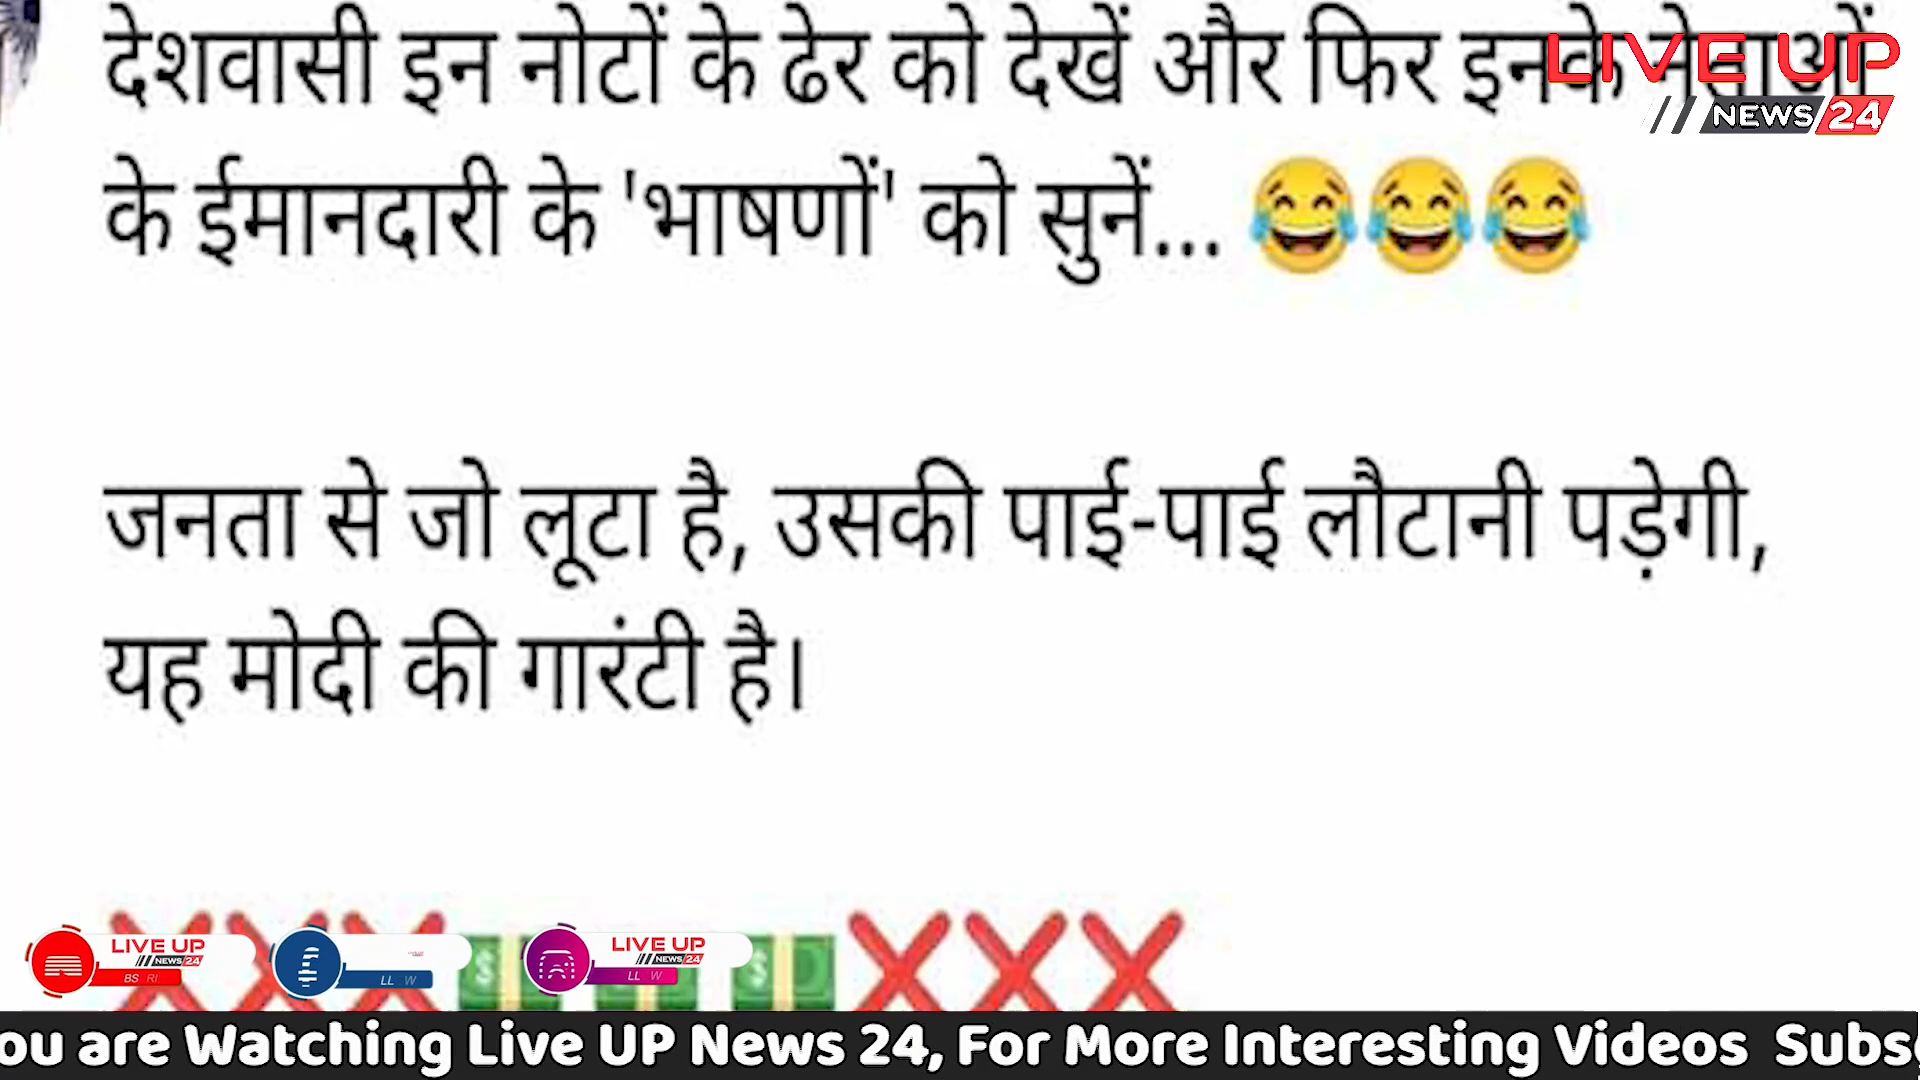 देशवासी इन नोटों के ढेर को देखें और फिर इनके नेताओं
LIVE UP
NEWS 24
के ईमानदारी के 'भाषणों' को सुनें... 😂😂😂
जनता से जो लूटा है, उसकी पाई-पाई लौटानी पड़ेगी,
यह मोदी की गारंटी है।
❌❌❌💵💵💵❌❌❌
LIVE UP
NEWS 24
LIVE UP
NEWS 24
ou are Watching Live UP News 24, For More Interesting Videos Subs